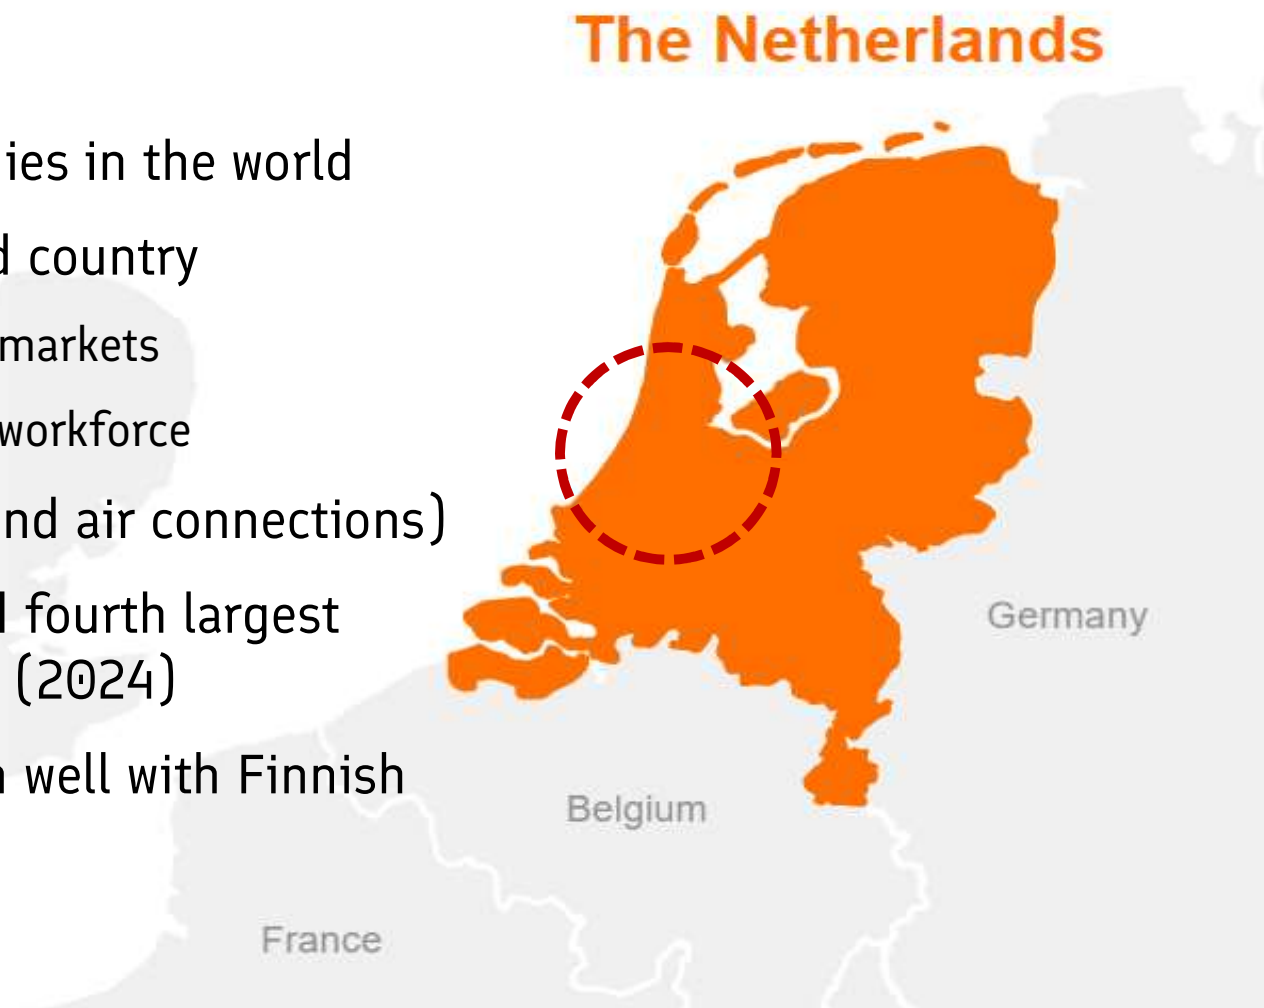 The Netherlands
ies in the world
d country
markets
workforce
nd air connections)
fourth largest
(2024)
well with Finnish
Germany
Belgium
France